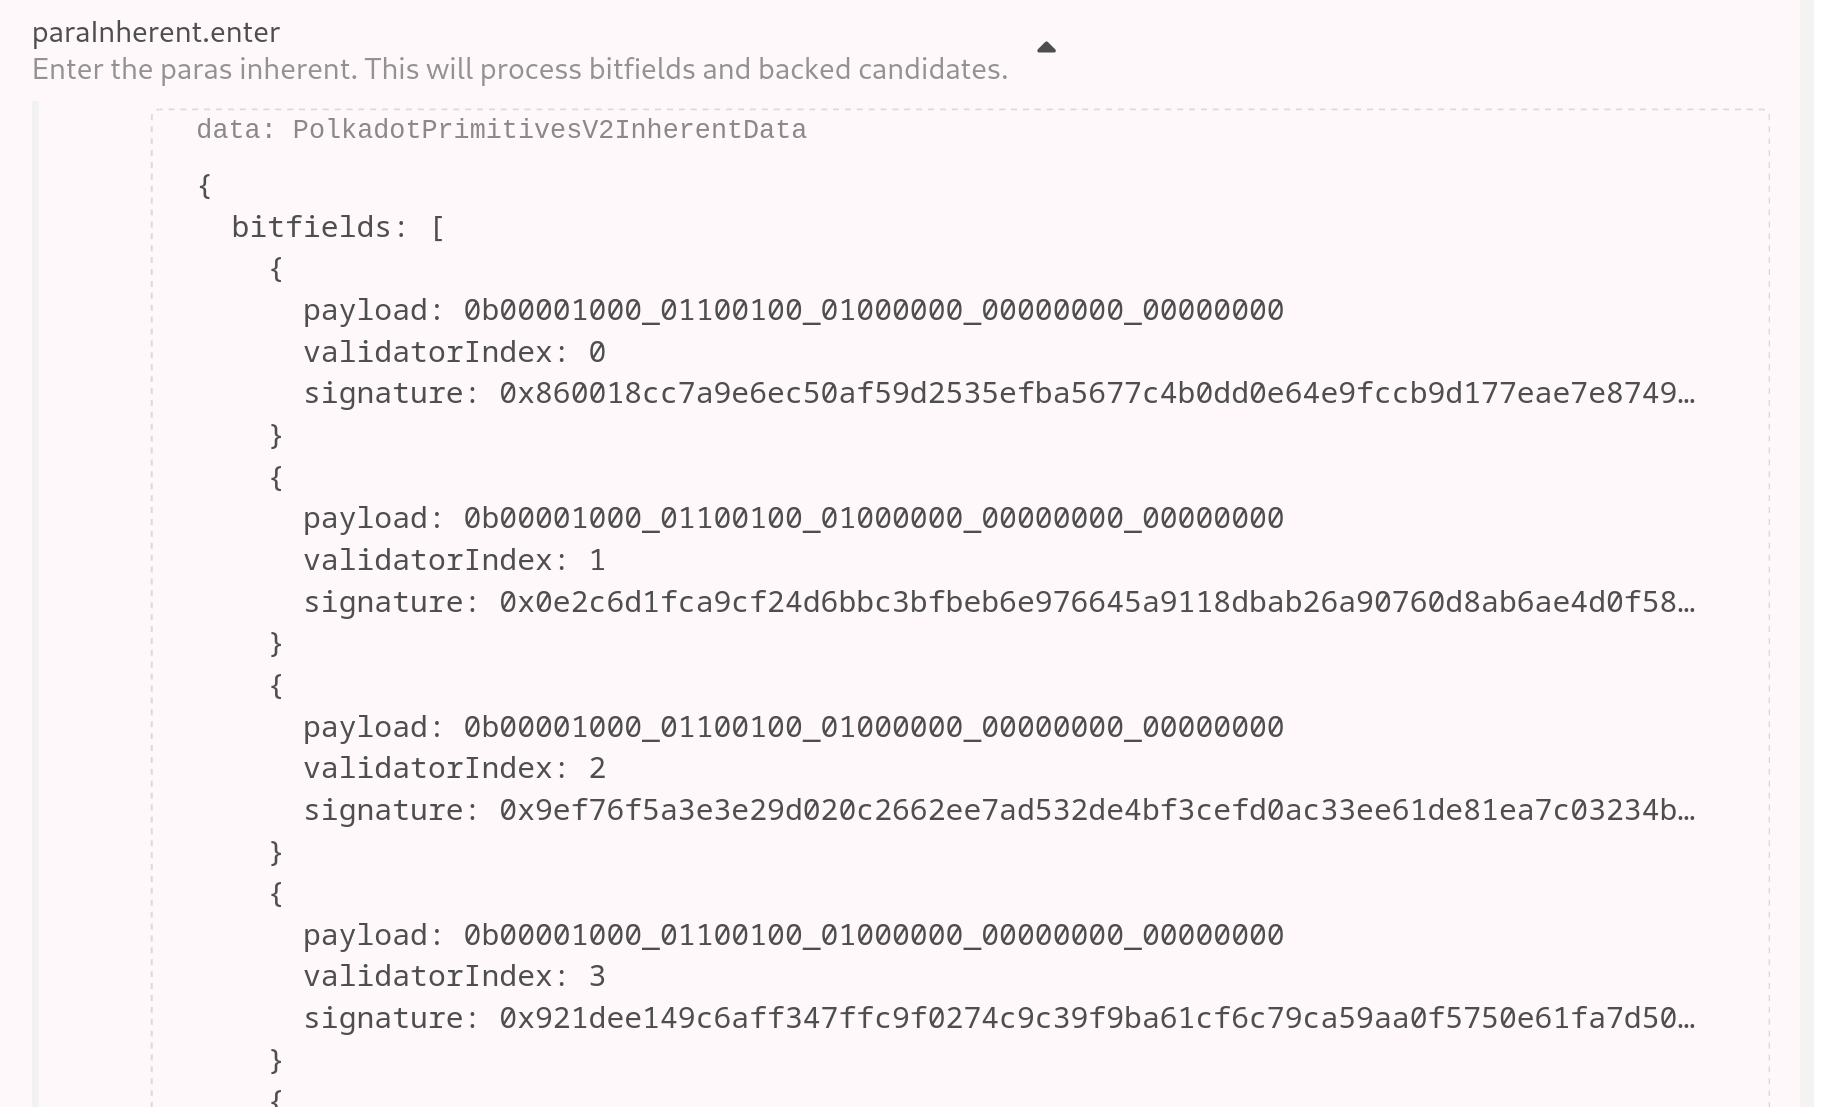 paraInherent.enter
Enter the paras inherent. This will process bitfields and backed candidates.
data: PolkadotPrimitivesV2InherentData
{
bitfields: [
{
payload: 0b00001000_01100100_01000000_00000000_00000000
validatorIndex: 0
signature: 0x860018cc7a9e6ec50af59d2535efba5677c4b0dd0e64e9fccb9d177eae7e8749…
}
{
payload: 0b00001000_01100100_01000000_00000000_00000000
validatorIndex: 1
signature: 0x0e2c6d1fca9cf24d6bbc3bfbeb6e976645a9118dbab26a90760d8ab6ae4d0f58…
}
{
payload: 0b00001000_01100100_01000000_00000000_00000000
validatorIndex: 2
signature: 0x9ef76f5a3e3e29d020c2662ee7ad532de4bf3cefd0ac33ee61de81ea7c03234b…
}
{
payload: 0b00001000_01100100_01000000_00000000_00000000
validatorIndex: 3
signature: 0x921dee149c6aff347ffc9f0274c9c39f9ba61cf6c79ca59aa0f5750e61fa7d50…
}
{